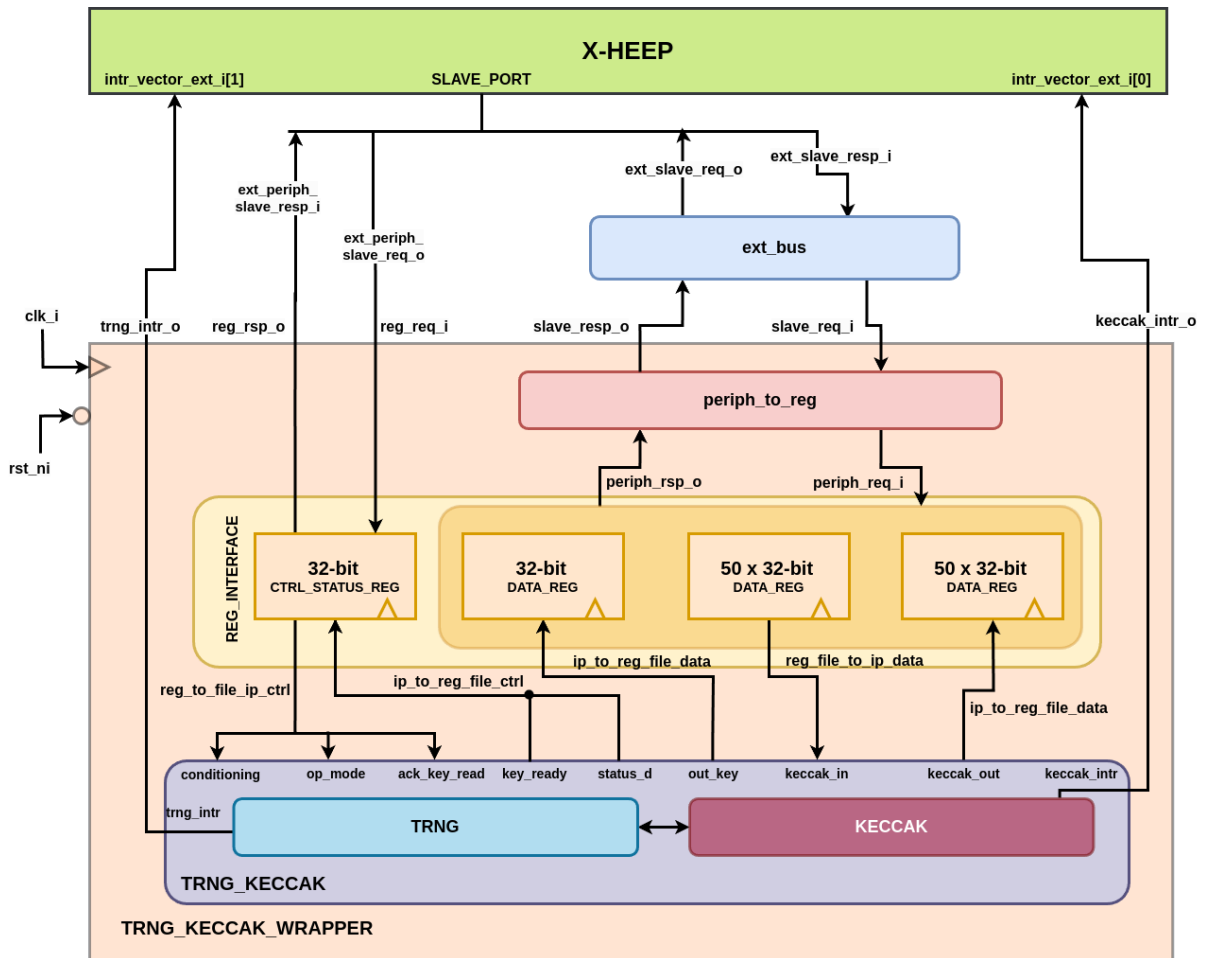 X-HEEP
intr_vector_ext_i[1]
SLAVE_PORT
intr_vector_ext_i[0]
ext_slave_req_o
ext_slave_resp_i
ext_periph_
slave_resp_i
ext_periph_
slave_req_o
ext_bus
clk_i
trng_intr_o
reg_rsp_o
reg_req_i
slave_resp_o
slave_req_i
keccak_intr_o
periph_to_reg
rst_ni
periph_rsp_o
periph_req_i
REG_INTERFACE
32-bit
CTRL_STATUS_REG
32-bit
DATA_REG
50 x 32-bit
DATA_REG
50 x 32-bit
DATA_REG
reg_to_file_ip_ctrl
ip_to_reg_file_ctrl
ip_to_reg_file_data
reg_file_to_ip_data
ip_to_reg_file_data
conditioning
op_mode
ack_key_read
key_ready
status_d
out_key
keccak_in
keccak_out
keccak_intr
trng_intr
TRNG
KECCAK
TRNG_KECCAK
TRNG_KECCAK_WRAPPER